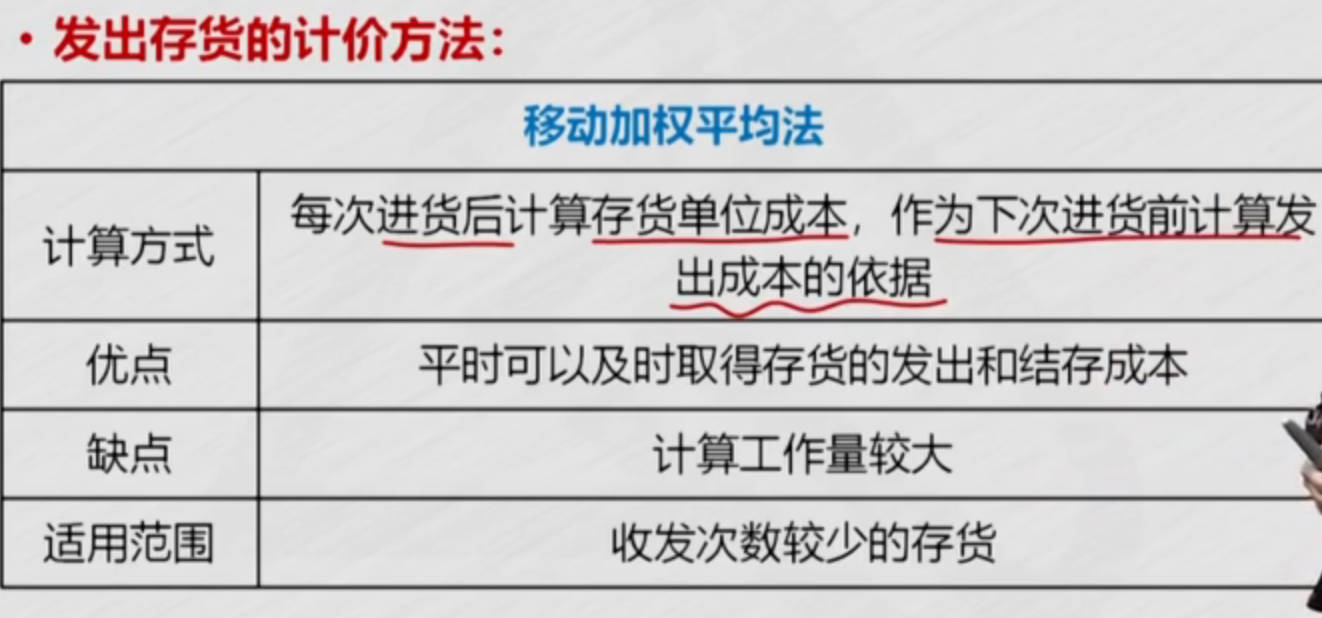 • 发出存货的计价方法：
移动加权平均法
计算方式
每次进货后计算存货单位成本，作为下次进货前计算发
出成本的依据
优点
平时可以及时取得存货的发出和结存成本
缺点
计算工作量较大
适用范围
收发次数较少的存货